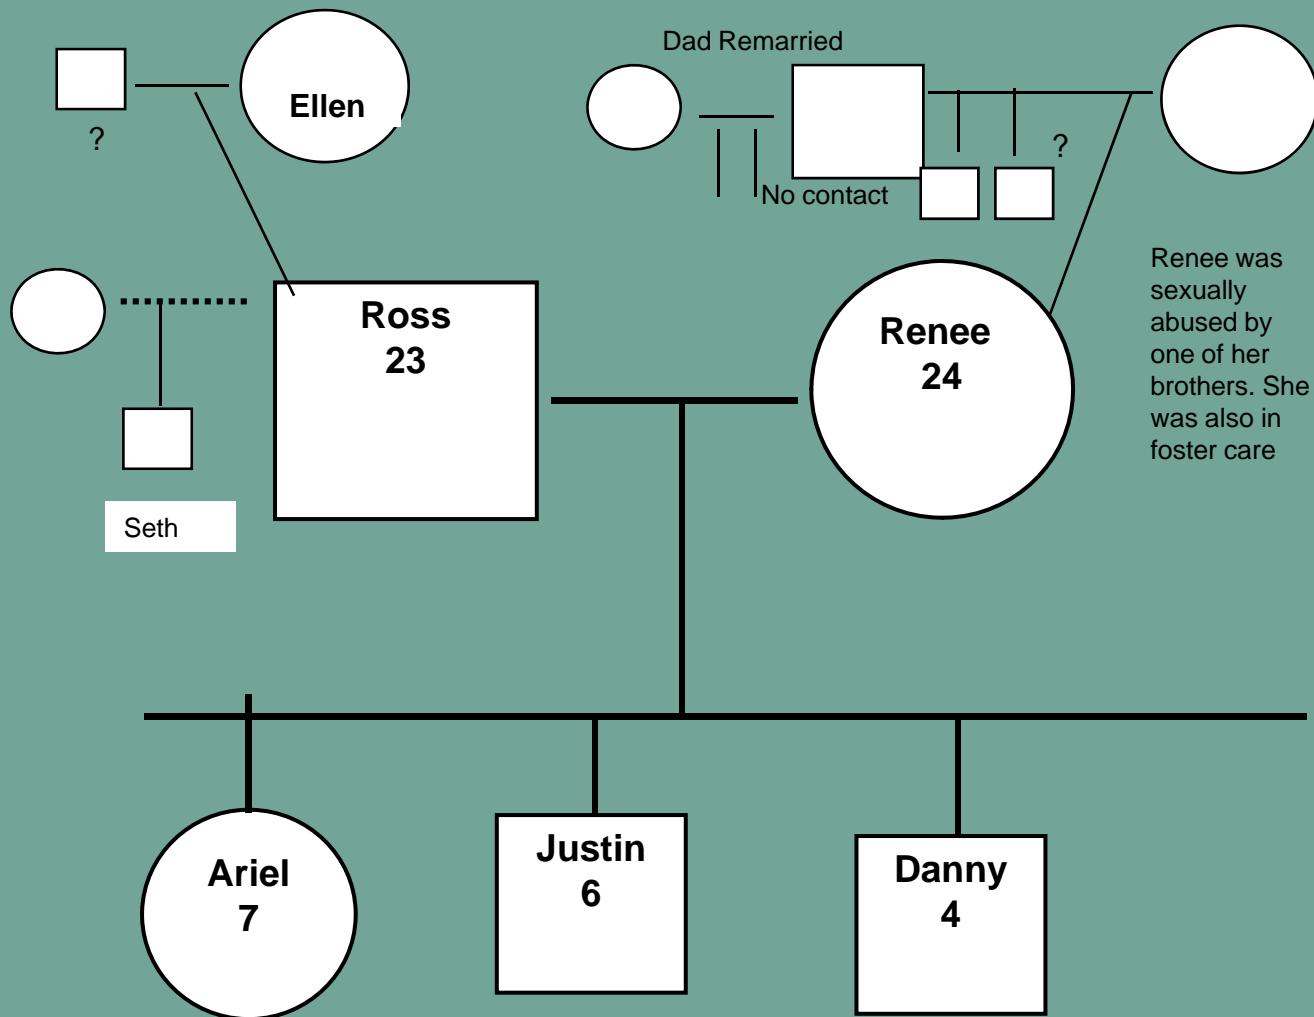 Dad Remarried
Ellen
?
?
No contact
Renee was
sexually
abused by
one of her
brothers. She
was also in
foster care
Ross
23
Renee
24
Seth
Ariel
7
Justin
6
Danny
4